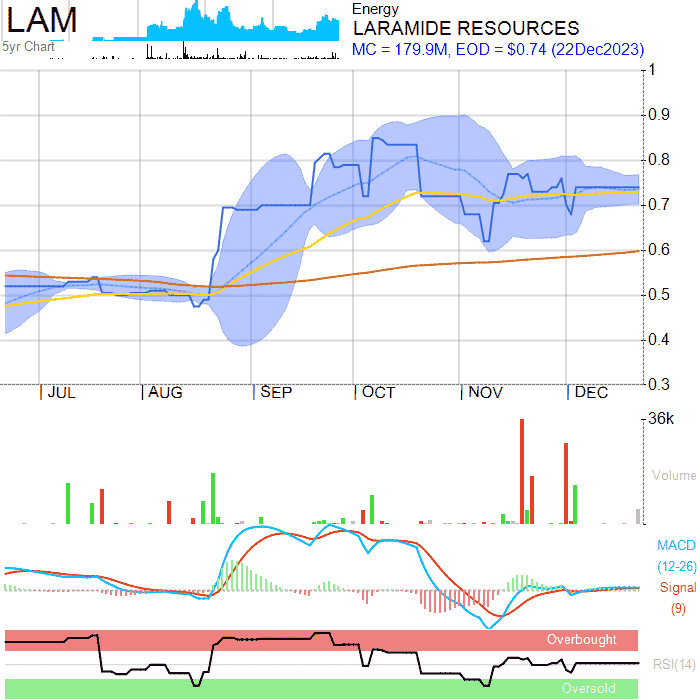 LAM
5yr Chart
Energy
LARAMIDE RESOURCES
MC = 179.9M, EOD = $0.74 (22Dec2023)
1
0.9
0.8
0.7
0.6
0.5
0.4
0.3
JUL AUG SEP OCT NOV DEC
36k
Volume
MACD
(12-26)
Signal
(9)
Overbought
RSI(14)
Oversold